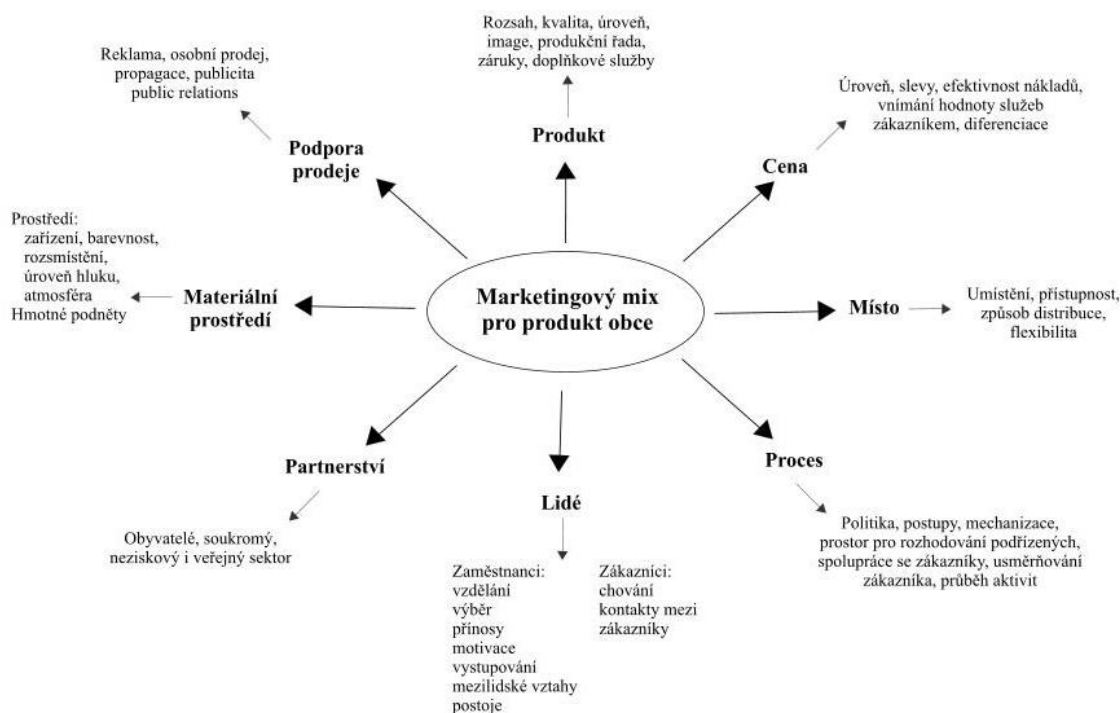 Rozsah, kvalita, úroveň,
image, produkční řada,
záruky, doplňkové služby
Produkt
Reklama, osobní prodej,
propagace, publicita
public relations
Podpora
prodeje
Úroveň, slevy, efektivnost nákladů,
vnímání hodnoty služeb
zákazníkem, diferenciace
Cena
Prostředí:
zařízení, barevnost,
rozsmístění,
úroveň hluku,
atmosféra
Hmotné podněty
Materiální
prostředí
Marketingový mix
pro produkt obce
Místo
Umístění, přístupnost,
způsob distribuce,
flexibilita
Partnerství
Obyvatelé, soukromý,
neziskový i veřejný sektor
Lidé
Zaměstnanci:
vzdělání
výběr
přínosy
motivace
vystupování
mezilidské vztahy
postoje
Zákazníci:
chování
kontakty mezi
zákazníky
Proces
Politika, postupy, mechanizace,
prostor pro rozhodování podřízených,
spolupráce se zákazníky, usměrňování
zákazníka, průběh aktivit